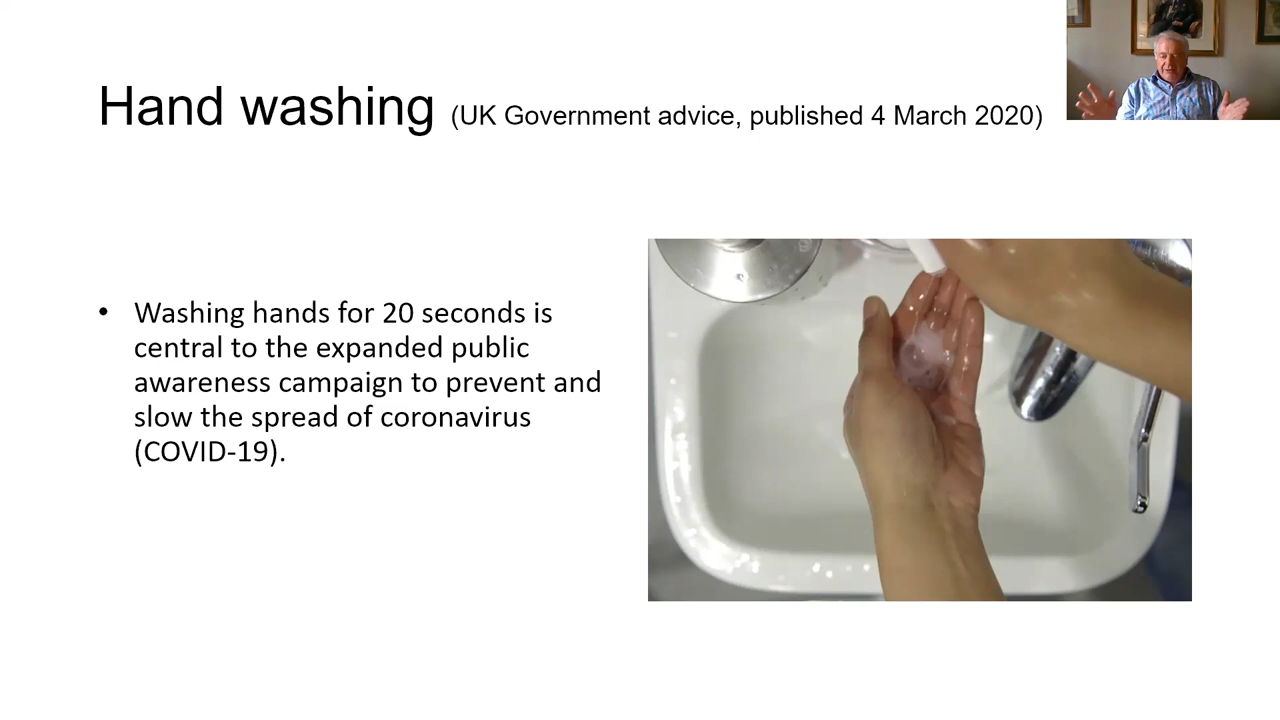 Hand washing (UK Government advice, published 4 March 2020)
• Washing hands for 20 seconds is
central to the expanded public
awareness campaign to prevent and
slow the spread of coronavirus
(COVID-19).